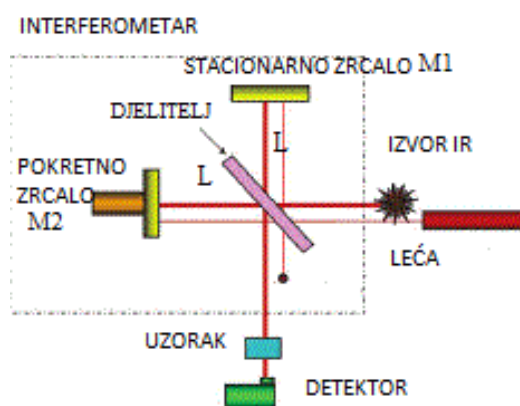 INTERFEROMETAR
STACIONARNO ZRCALO M1
DJELITELJ
L
IZVOR IR
POKRETNO
ZRCALO
M2
L
LEĆA
UZORAK
DETEKTOR